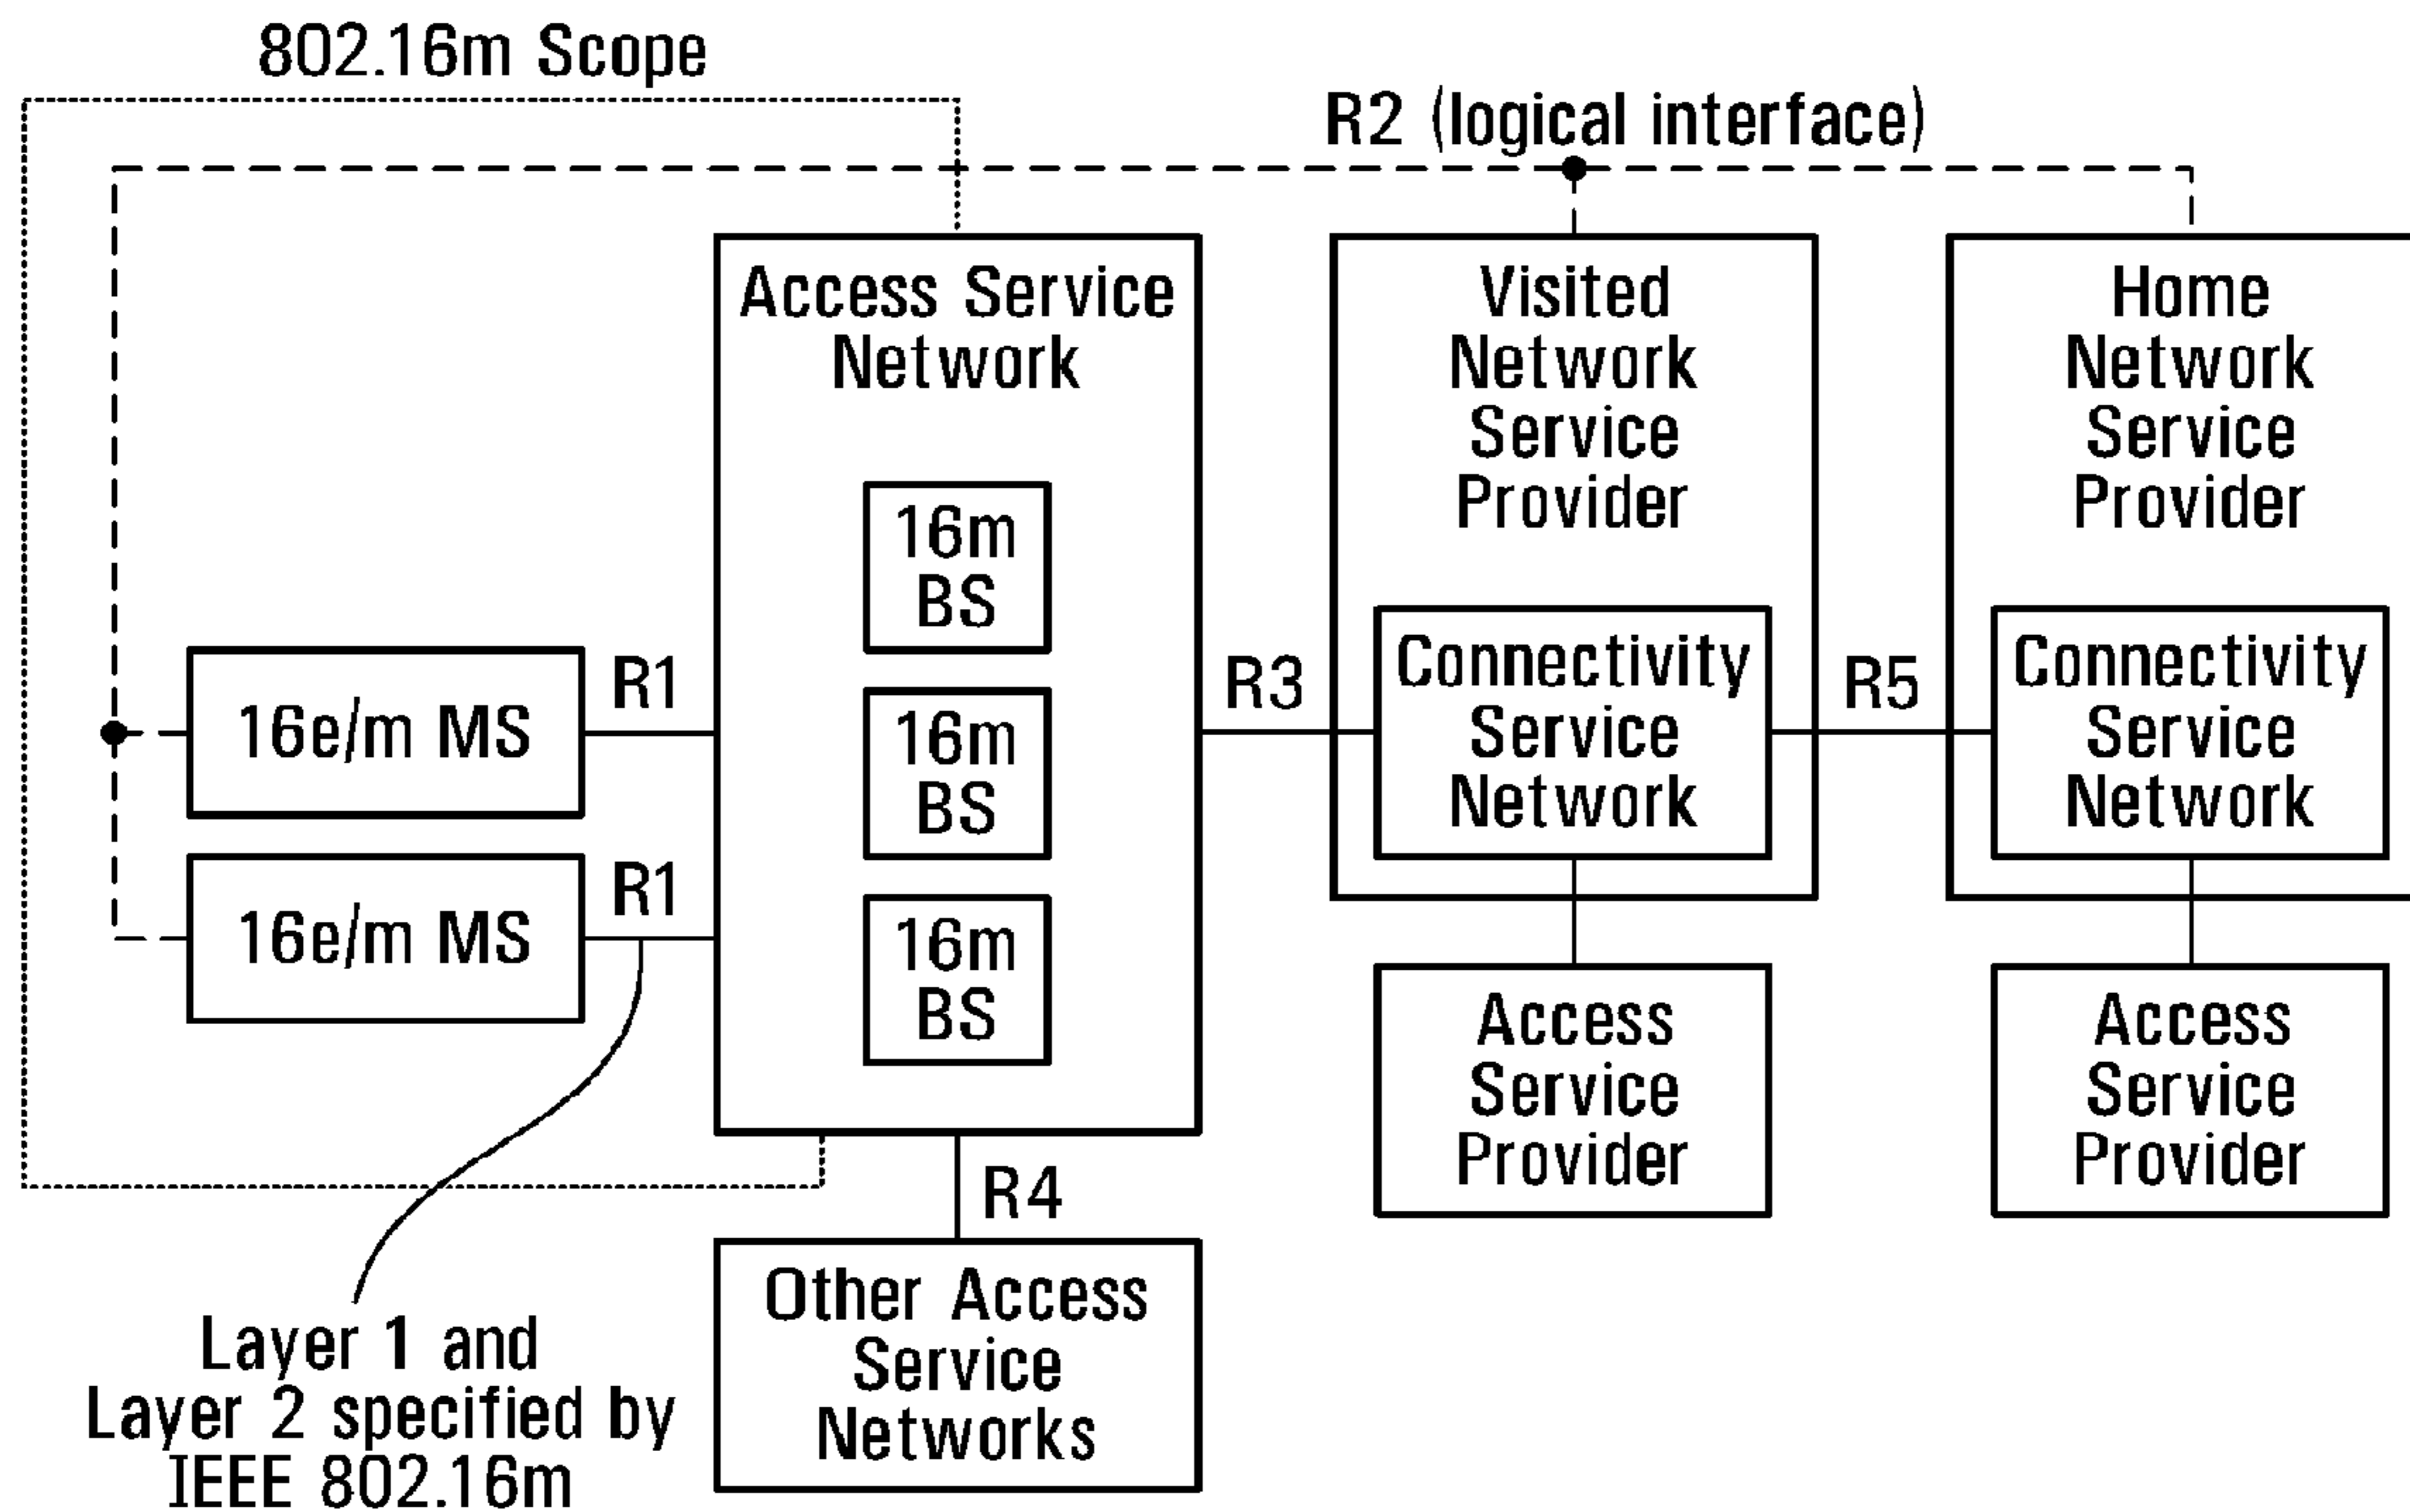 802.16m Scope
R2 (logical interface)
Access Service
Network
16m
BS
16m
BS
16m
BS
Visited
Network
Service
Provider
Home
Network
Service
Provider
16e/m MS
R1
16e/m MS
R1
R3
Connectivity
Service
Network
R5
Connectivity
Service
Network
Access
Service
Provider
Access
Service
Provider
R4
Other Access
Service
Networks
Layer 1 and
Layer 2 specified by
IEEE 802.16m